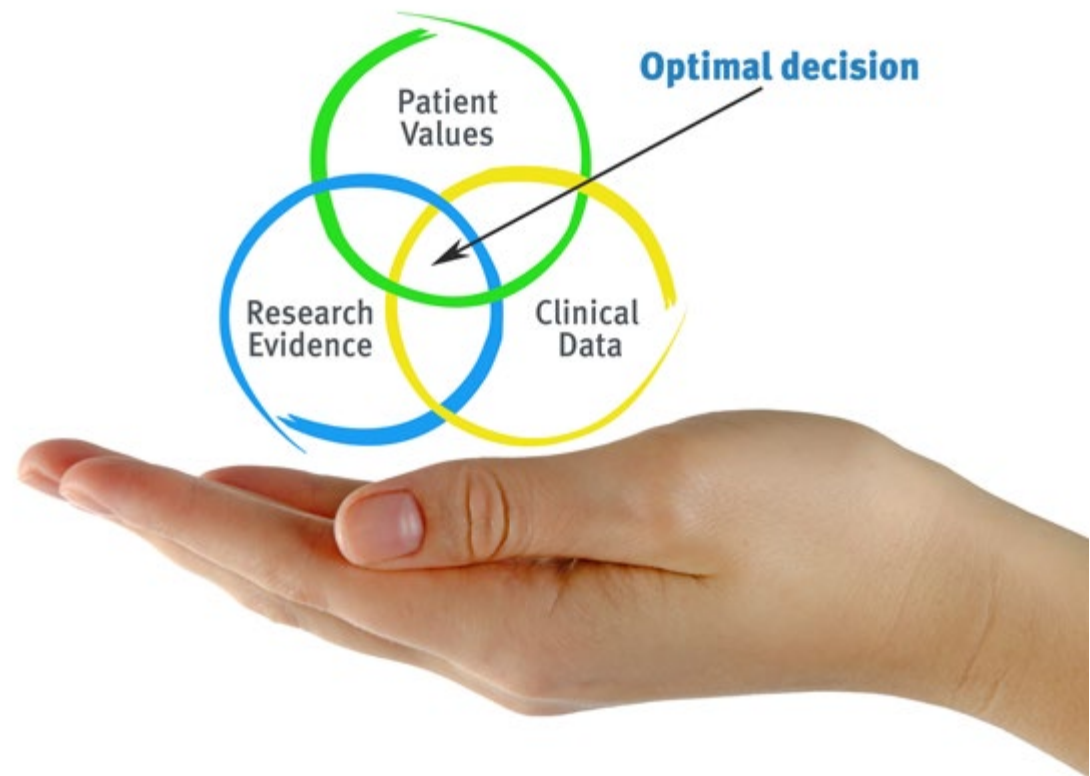 Optimal decision
Patient
Values
Research
Evidence
Clinical
Data